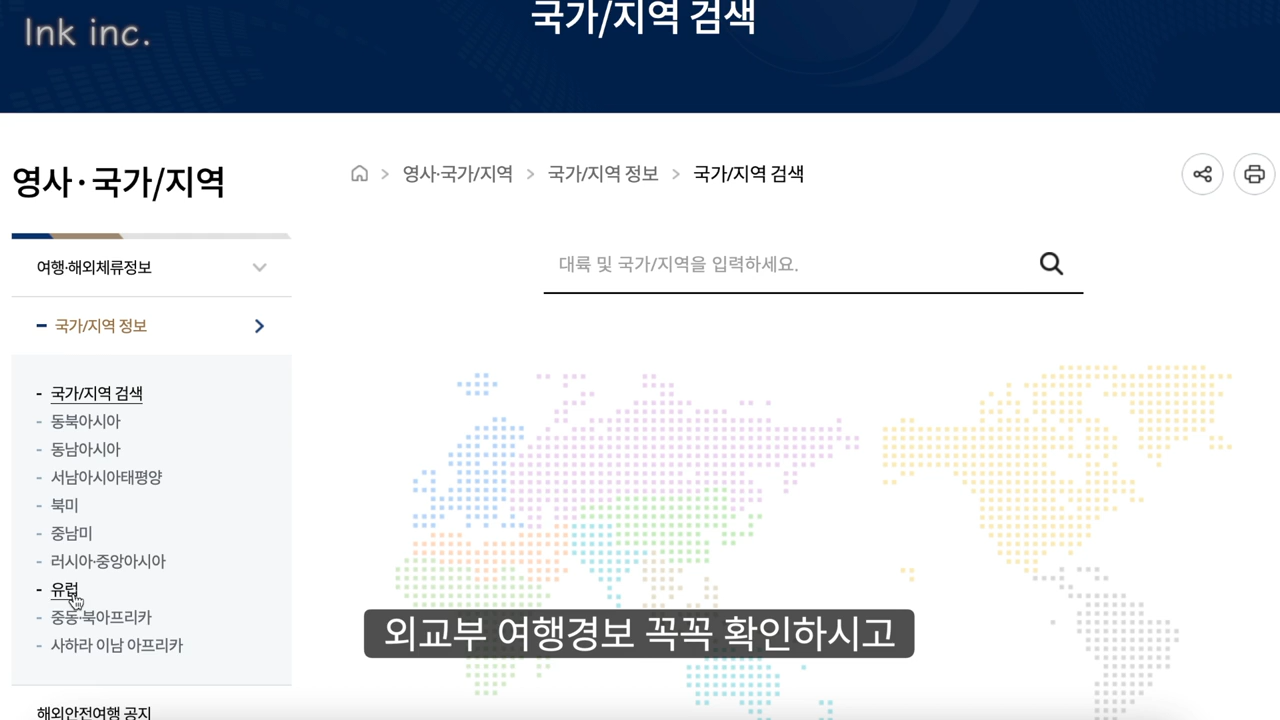 국가/지역 검색
Ink inc.
영사·국가/지역
영사·국가/지역 > 국가/지역 정보 > 국가/지역 검색
대륙 및 국가/지역을 입력하세요.
여행·해외체류정보
국가/지역 정보
- 국가/지역 검색
- 동북아시아
- 동남아시아
- 서남아시아태평양
- 북미
- 중남미
- 러시아·중앙아시아
- 유럽
- 중동·북아프리카
- 사하라 이남 아프리카
해외안전여행 공지
외교부 여행경보 꼭꼭 확인하시고